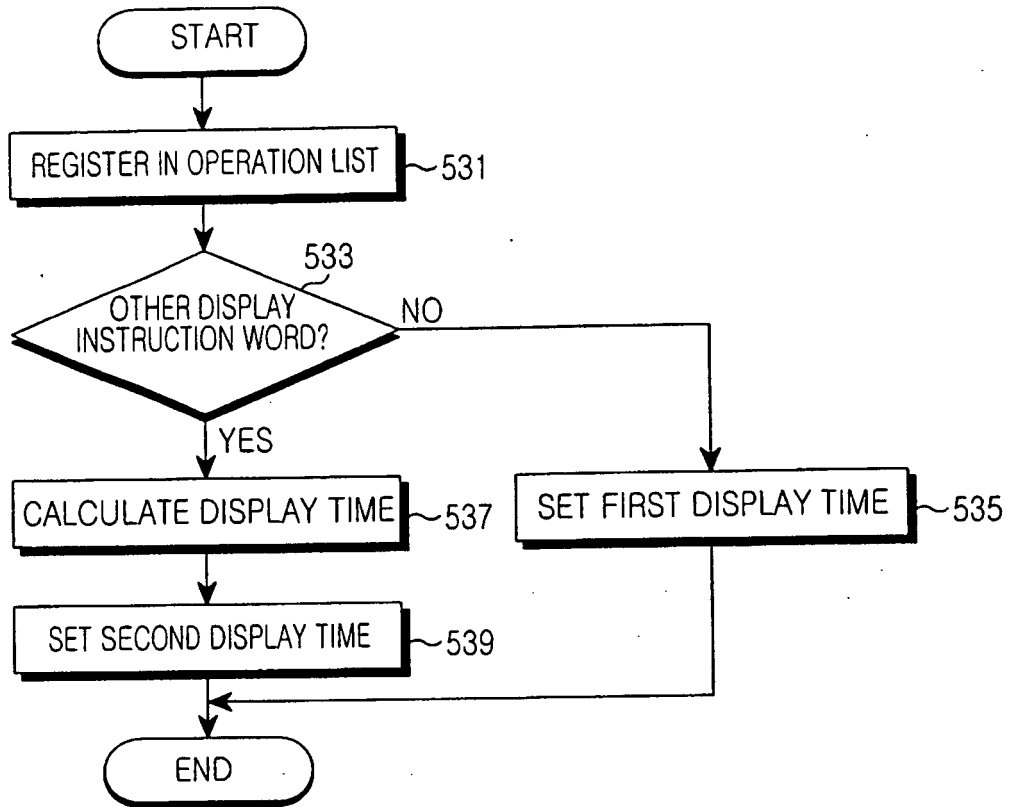 START
REGISTER IN OPERATION LIST
531
533
OTHER DISPLAY
INSTRUCTION WORD?
NO
YES
CALCULATE DISPLAY TIME
537
SET FIRST DISPLAY TIME
535
SET SECOND DISPLAY TIME
539
END